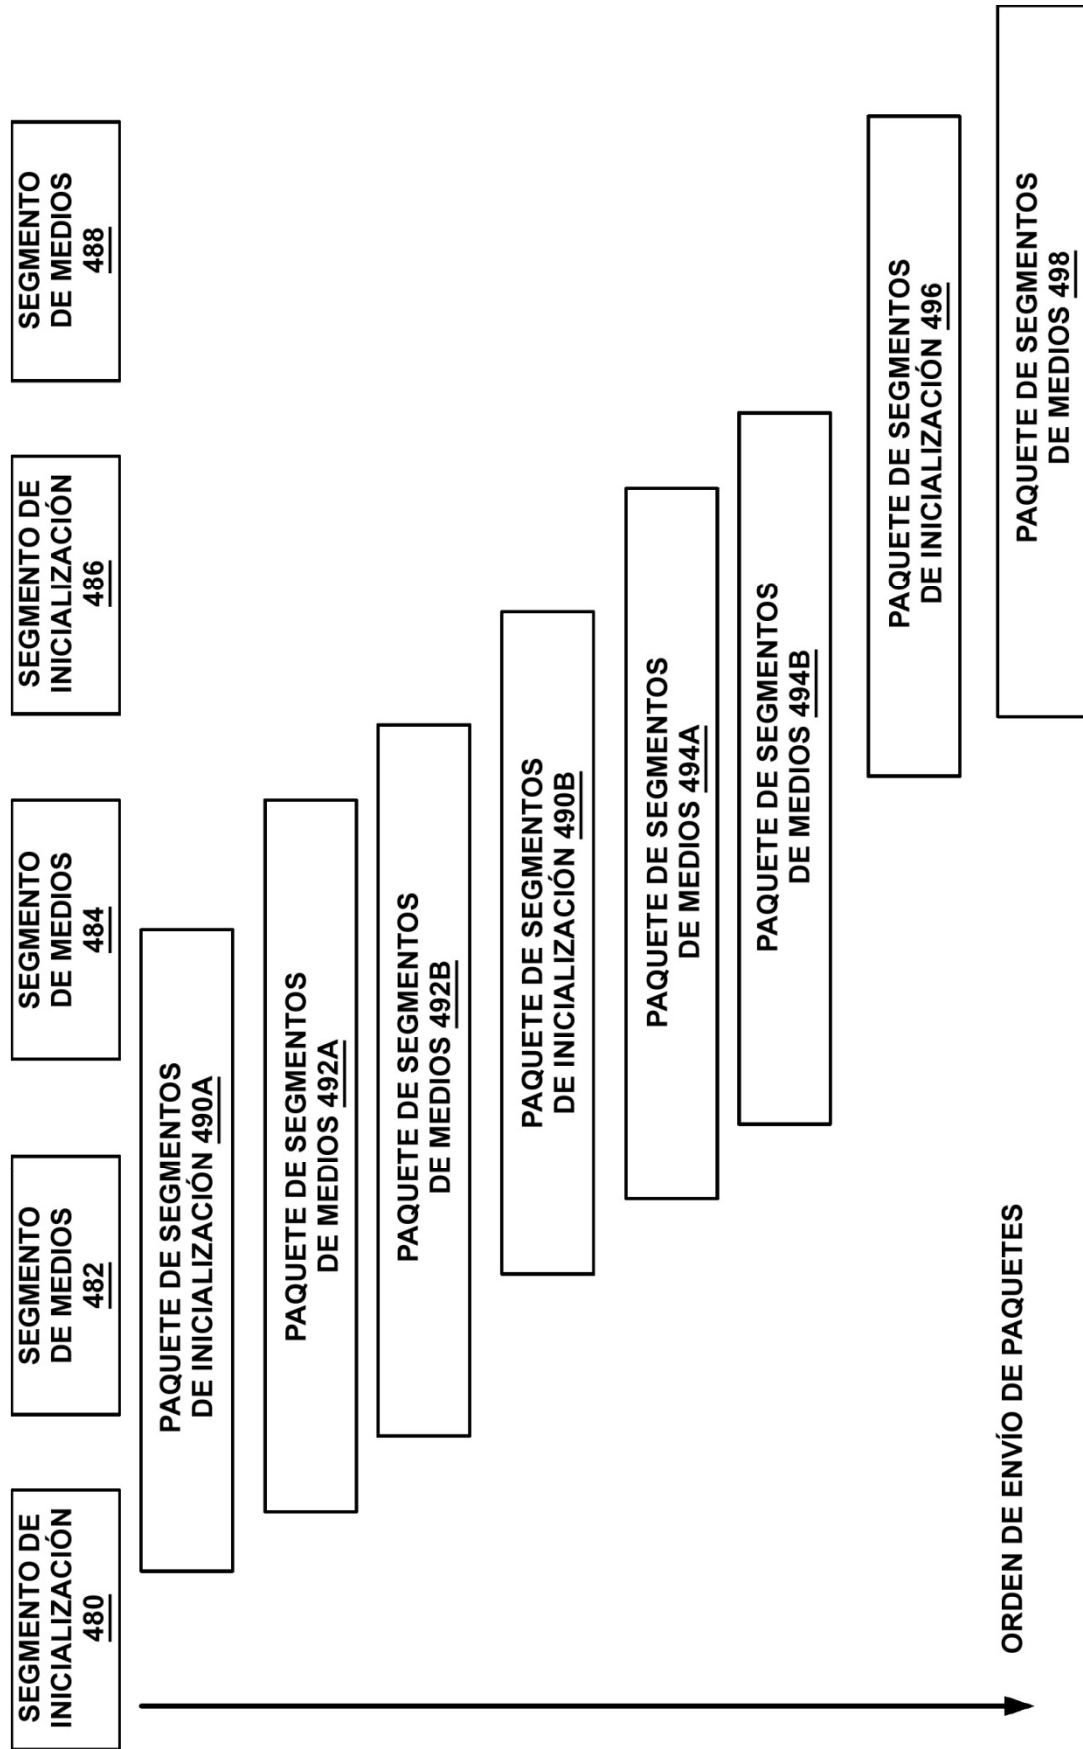 SEGMENTO DE
INICIALIZACIÓN
480
SEGMENTO
DE MEDIOS
482
SEGMENTO
DE MEDIOS
484
SEGMENTO DE
INICIALIZACIÓN
486
SEGMENTO
DE MEDIOS
488
PAQUETE DE SEGMENTOS
DE INICIALIZACIÓN 490A
PAQUETE DE SEGMENTOS
DE MEDIOS 492A
PAQUETE DE SEGMENTOS
DE MEDIOS 492B
PAQUETE DE SEGMENTOS
DE INICIALIZACIÓN 490B
PAQUETE DE SEGMENTOS
DE MEDIOS 494A
PAQUETE DE SEGMENTOS
DE MEDIOS 494B
PAQUETE DE SEGMENTOS
DE INICIALIZACIÓN 496
PAQUETE DE SEGMENTOS
DE MEDIOS 498
ORDEN DE ENVÍO DE PAQUETES